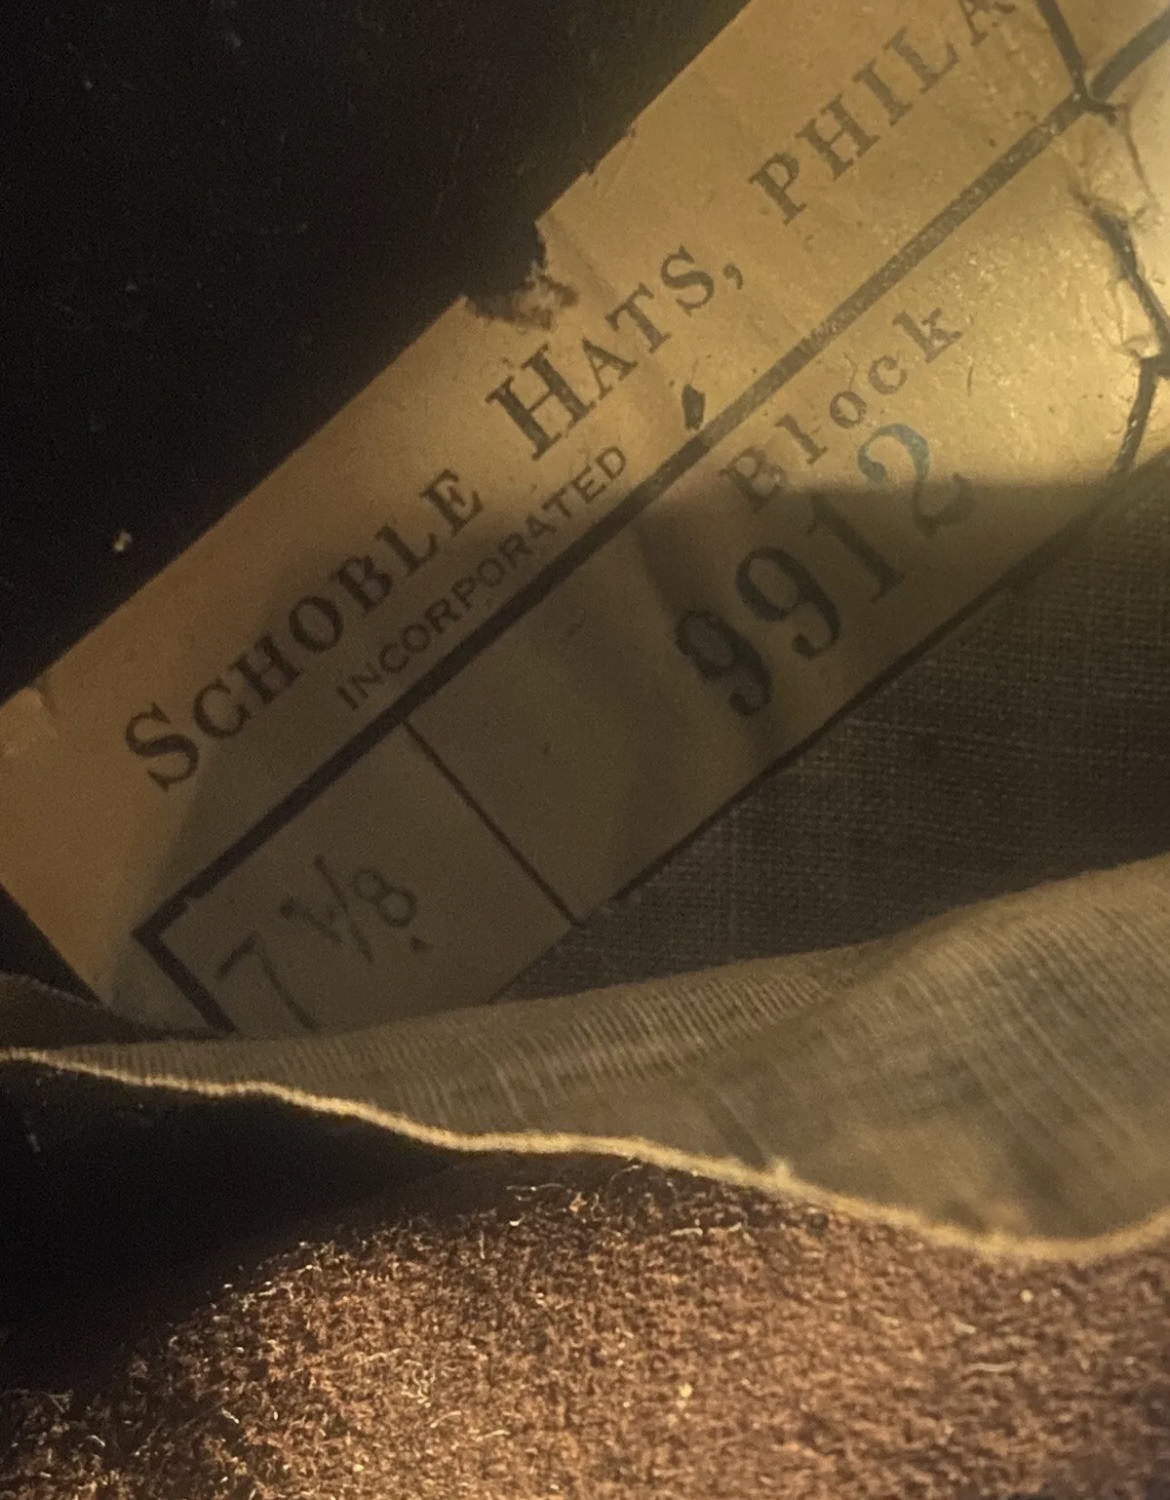 SCHOBLE HATS, PHILA
INCORPORATED
Block
9912
7 1/8